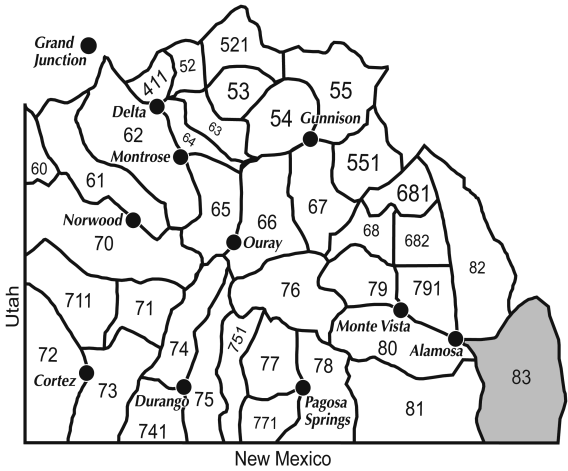 Grand
Junction
521
52
411
53
55
Delta
54
Gunnison
63
62
64
Montrose
551
60
61
681
65
66
67
Norwood
68
682
70
Ouray
82
76
79
791
711
71
Utah
Monte Vista
751
72
74
77
78
80
Alamosa
Cortez
83
73
Durango
75
Pagosa
Springs
81
741
771
New Mexico